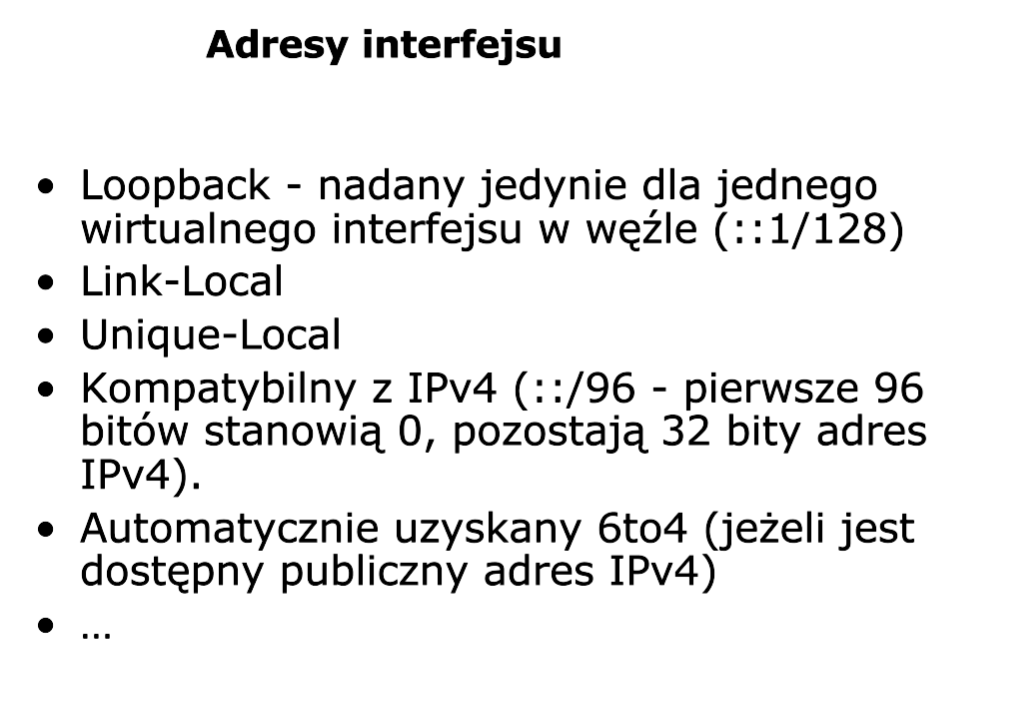 Adresy interfejsu
• Loopback - nadany jedynie dla jednego
wirtualnego interfejsu w węźle (::1/128)
• Link-Local
• Unique-Local
• Kompatybilny z IPv4 (::/96 - pierwsze 96
bitów stanowią 0, pozostają 32 bity adres
IPv4).
• Automatycznie uzyskany 6to4 (jeżeli jest
dostępny publiczny adres IPv4)
• …